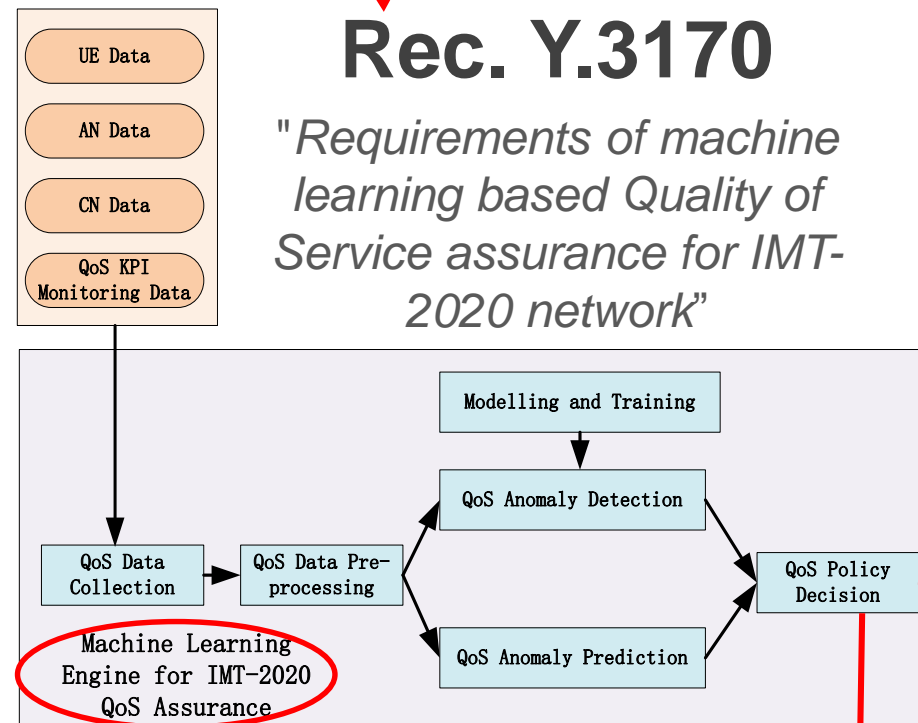 UE Data
AN Data
CN Data
QoS KPI
Monitoring Data
Rec. Y.3170
"Requirements of machine
learning based Quality of
Service assurance for IMT-
2020 network”
Modelling and Training
QoS Anomaly Detection
QoS Data
Collection
QoS Data Pre-
processing
QoS Policy
Decision
QoS Anomaly Prediction
Machine Learning
Engine for IMT-2020
QoS Assurance